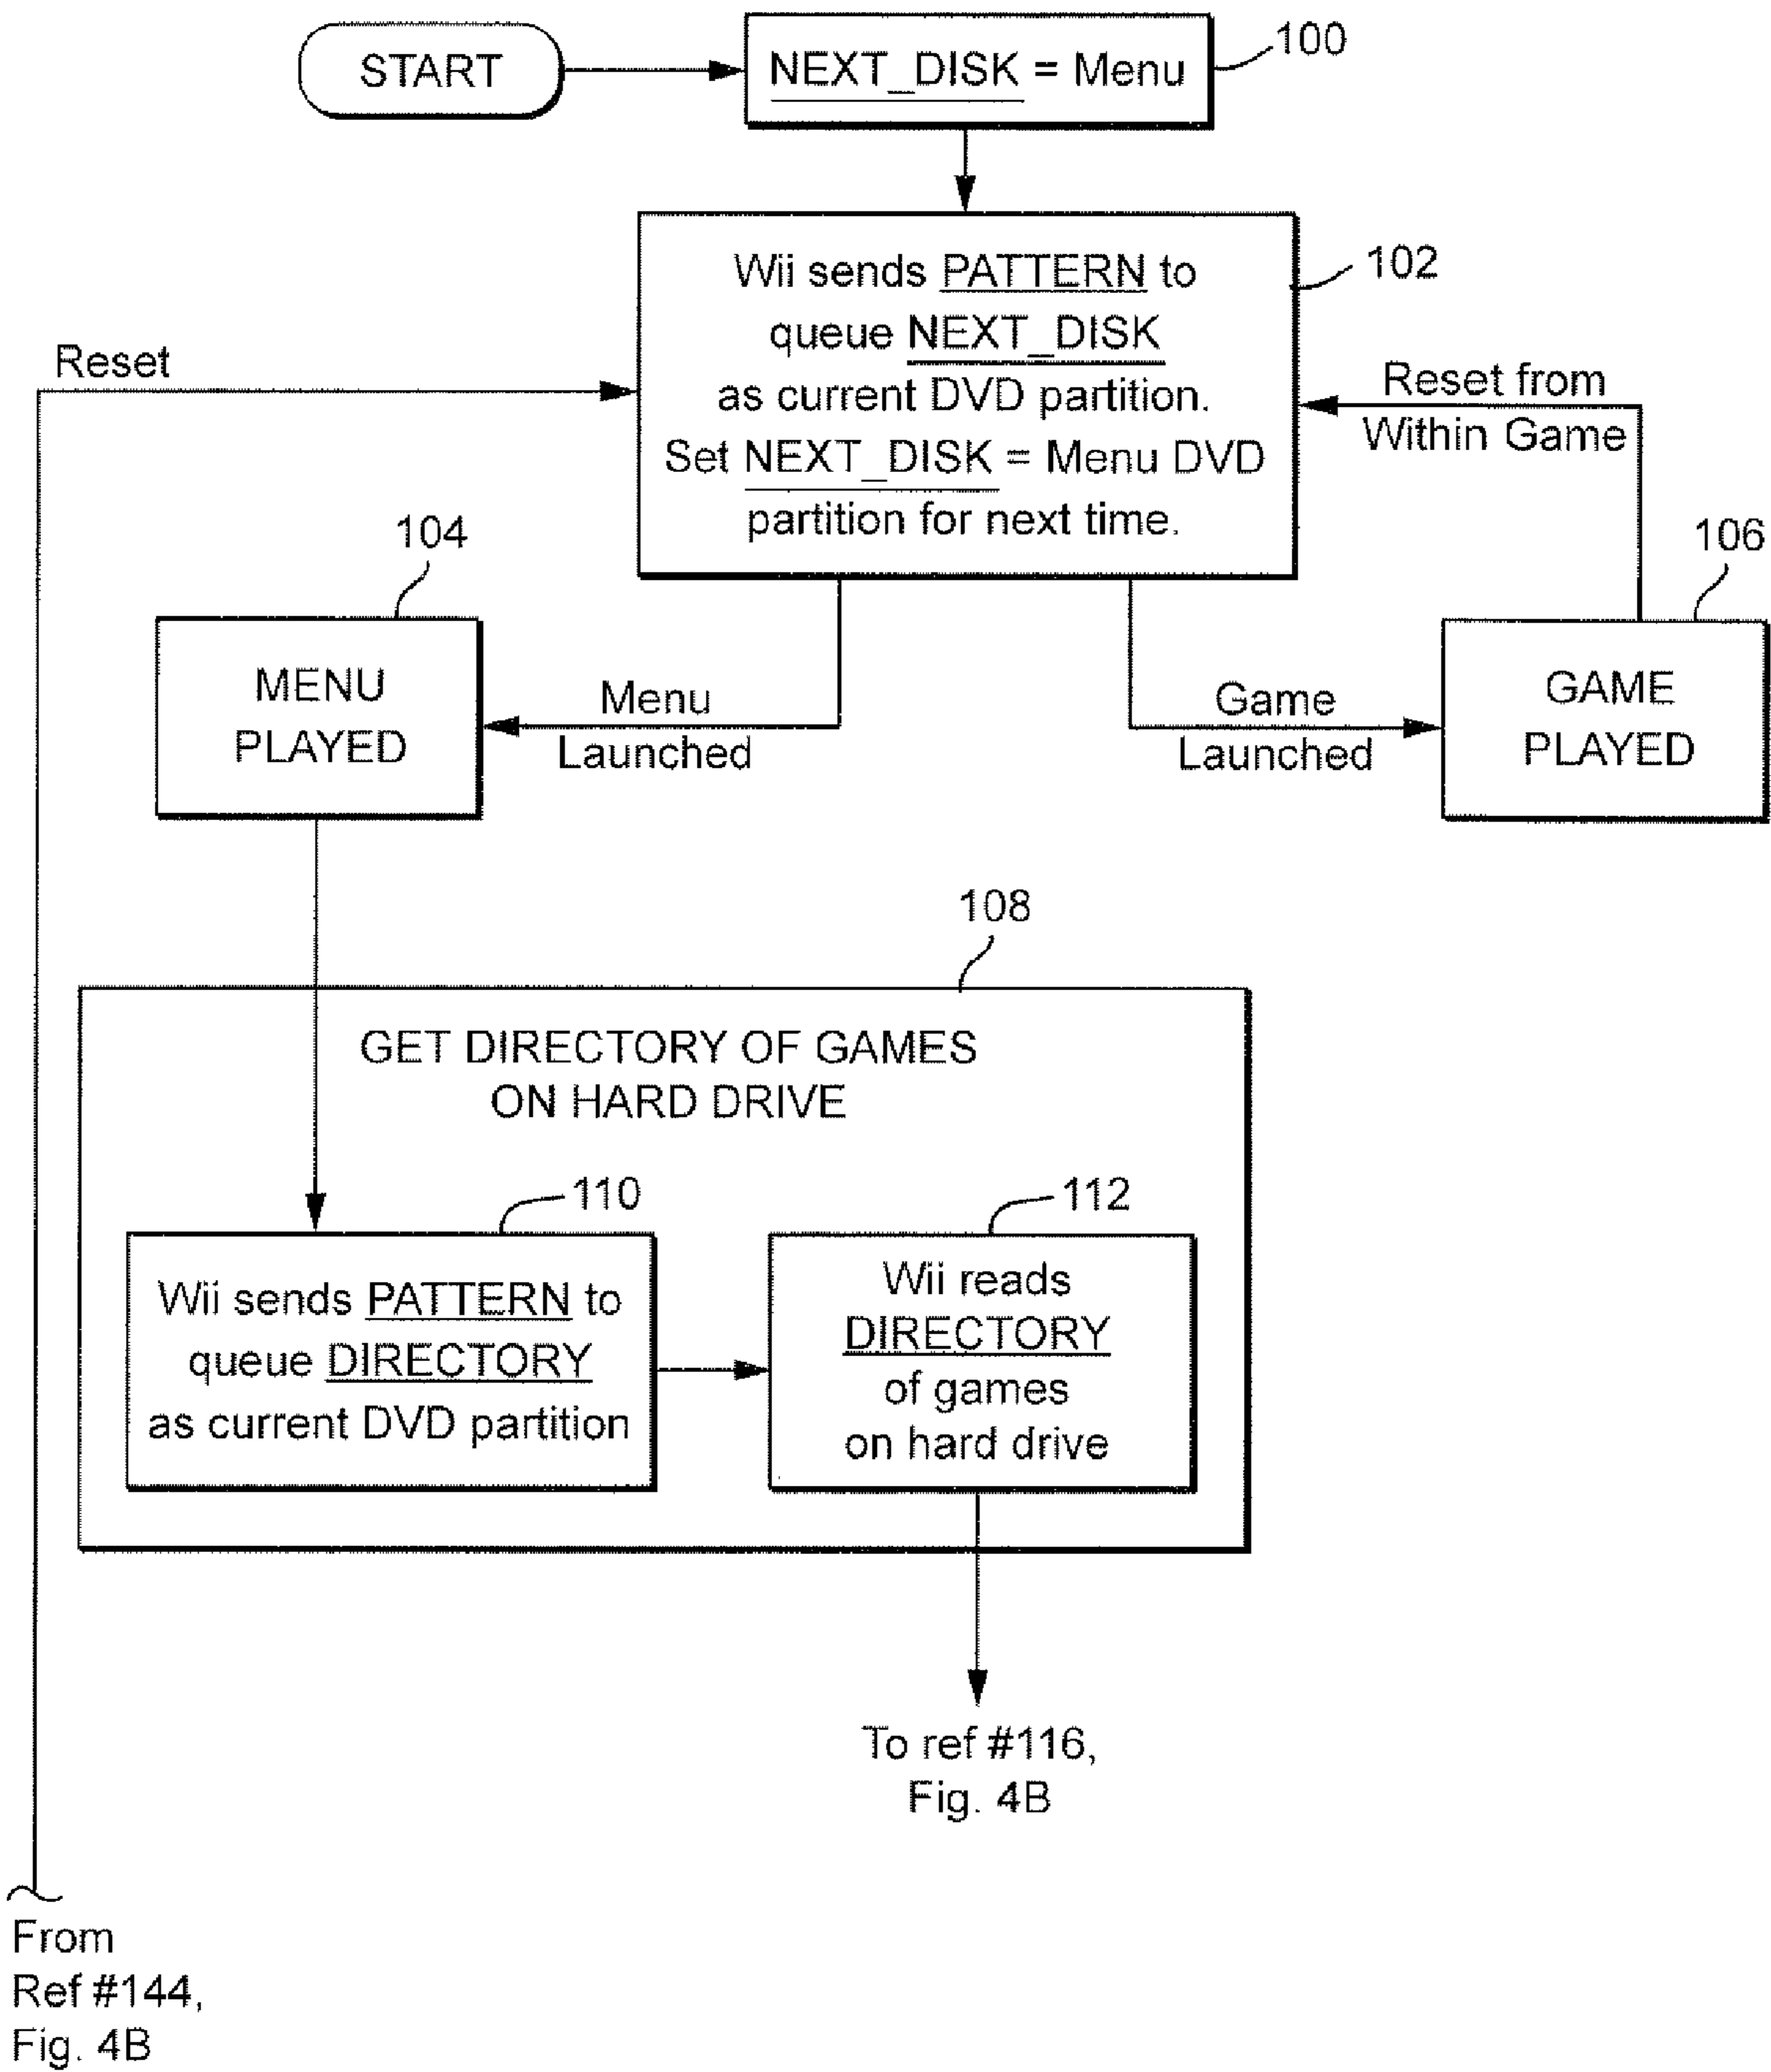 START
NEXT_DISK = Menu
100
Wii sends PATTERN to
queue NEXT_DISK
as current DVD partition.
Set NEXT_DISK = Menu DVD
partition for next time.
102
Reset
Reset from
Within Game
104
MENU
PLAYED
Menu
Launched
Game
Launched
106
GAME
PLAYED
108
GET DIRECTORY OF GAMES
ON HARD DRIVE
110
Wii sends PATTERN to
queue DIRECTORY
as current DVD partition
112
Wii reads
DIRECTORY
of games
on hard drive
To ref #116,
Fig. 4B
From
Ref #144,
Fig. 4B